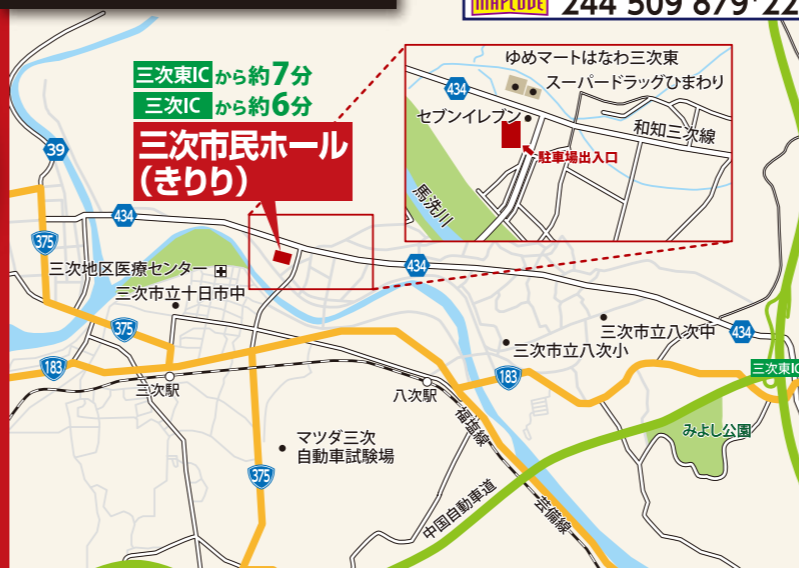 MAPCODE 244 509 879*22
三次東ICから約7分
三次ICから約6分
三次市民ホール
(きりり)
ゆめマートはなわ三次東
スーパードラッグひまわり
434
セブンイレブン
和知三次線
駐車場出入口
馬洗川
39
434
375
434
三次地区医療センター
三次市立十日市中
375
三次市立八次中
434
三次市立八次小
183
三次駅
八次駅
183
三次東IC
福塩線
みよし公園
マツダ三次
自動車試験場
375
中国自動車道
芸備線